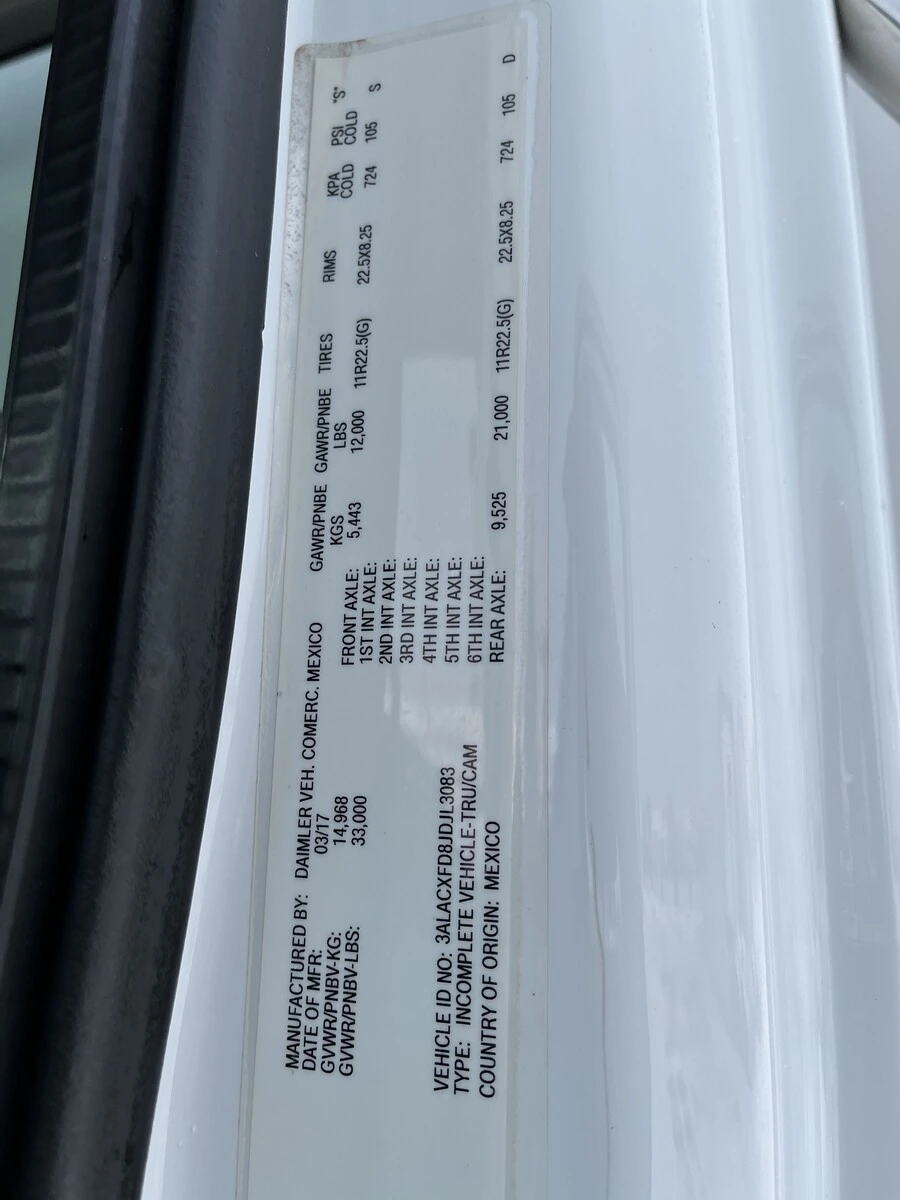 MANUFACTURED BY: DAIMLER VEH. COMERC. MEXICO
DATE OF MFR: 03/17
GVWR/PNBV-KG: 14,968
GVWR/PNBV-LBS: 33,000
GAWR/PNBE GAWR/PNBE TIRES RIMS KPA PSI "S"
KGS LBS COLD COLD
FRONT AXLE: 5,443 12,000 11R22.5(G) 22.5X8.25 724 105 S
1ST INT AXLE:
2ND INT AXLE:
3RD INT AXLE:
4TH INT AXLE:
5TH INT AXLE:
6TH INT AXLE:
REAR AXLE: 9,525 21,000 11R22.5(G) 22.5X8.25 724 105 D
VEHICLE ID NO: 3ALACXFD8JDJL3083
TYPE: INCOMPLETE VEHICLE-TRU/CAM
COUNTRY OF ORIGIN: MEXICO